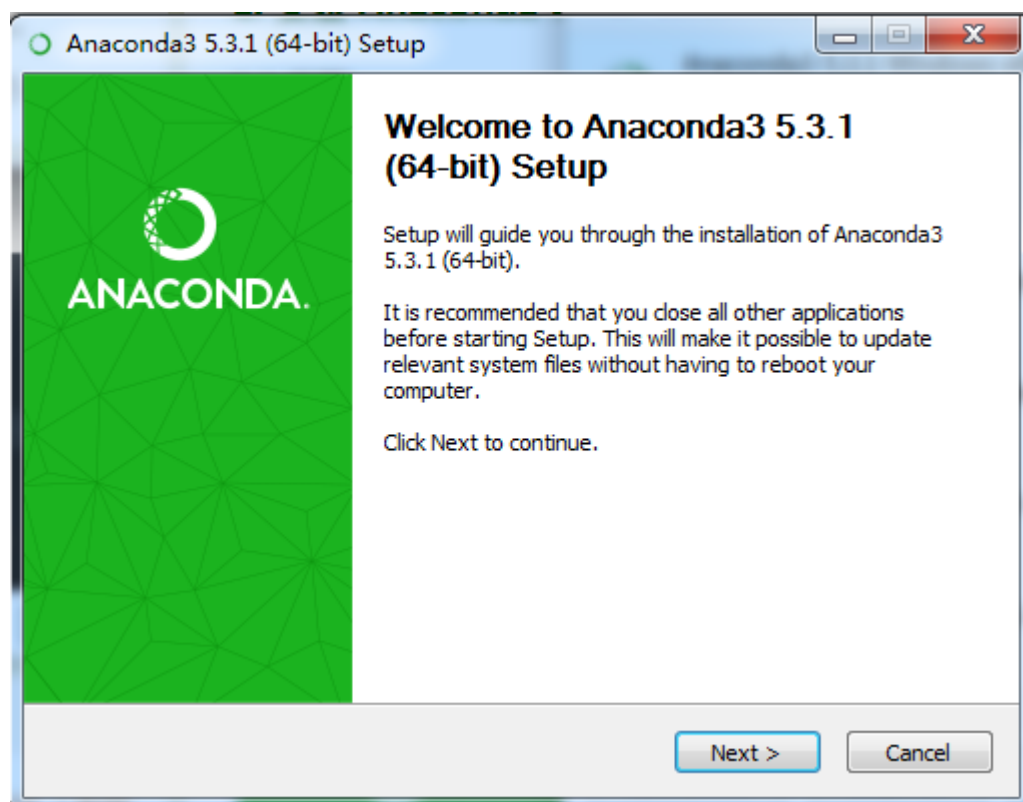 Anaconda3 5.3.1 (64-bit) Setup
Welcome to Anaconda3 5.3.1
(64-bit) Setup
ANACONDA.
Setup will guide you through the installation of Anaconda3
5.3.1 (64-bit).
It is recommended that you close all other applications
before starting Setup. This will make it possible to update
relevant system files without having to reboot your
computer.
Click Next to continue.
Next >
Cancel